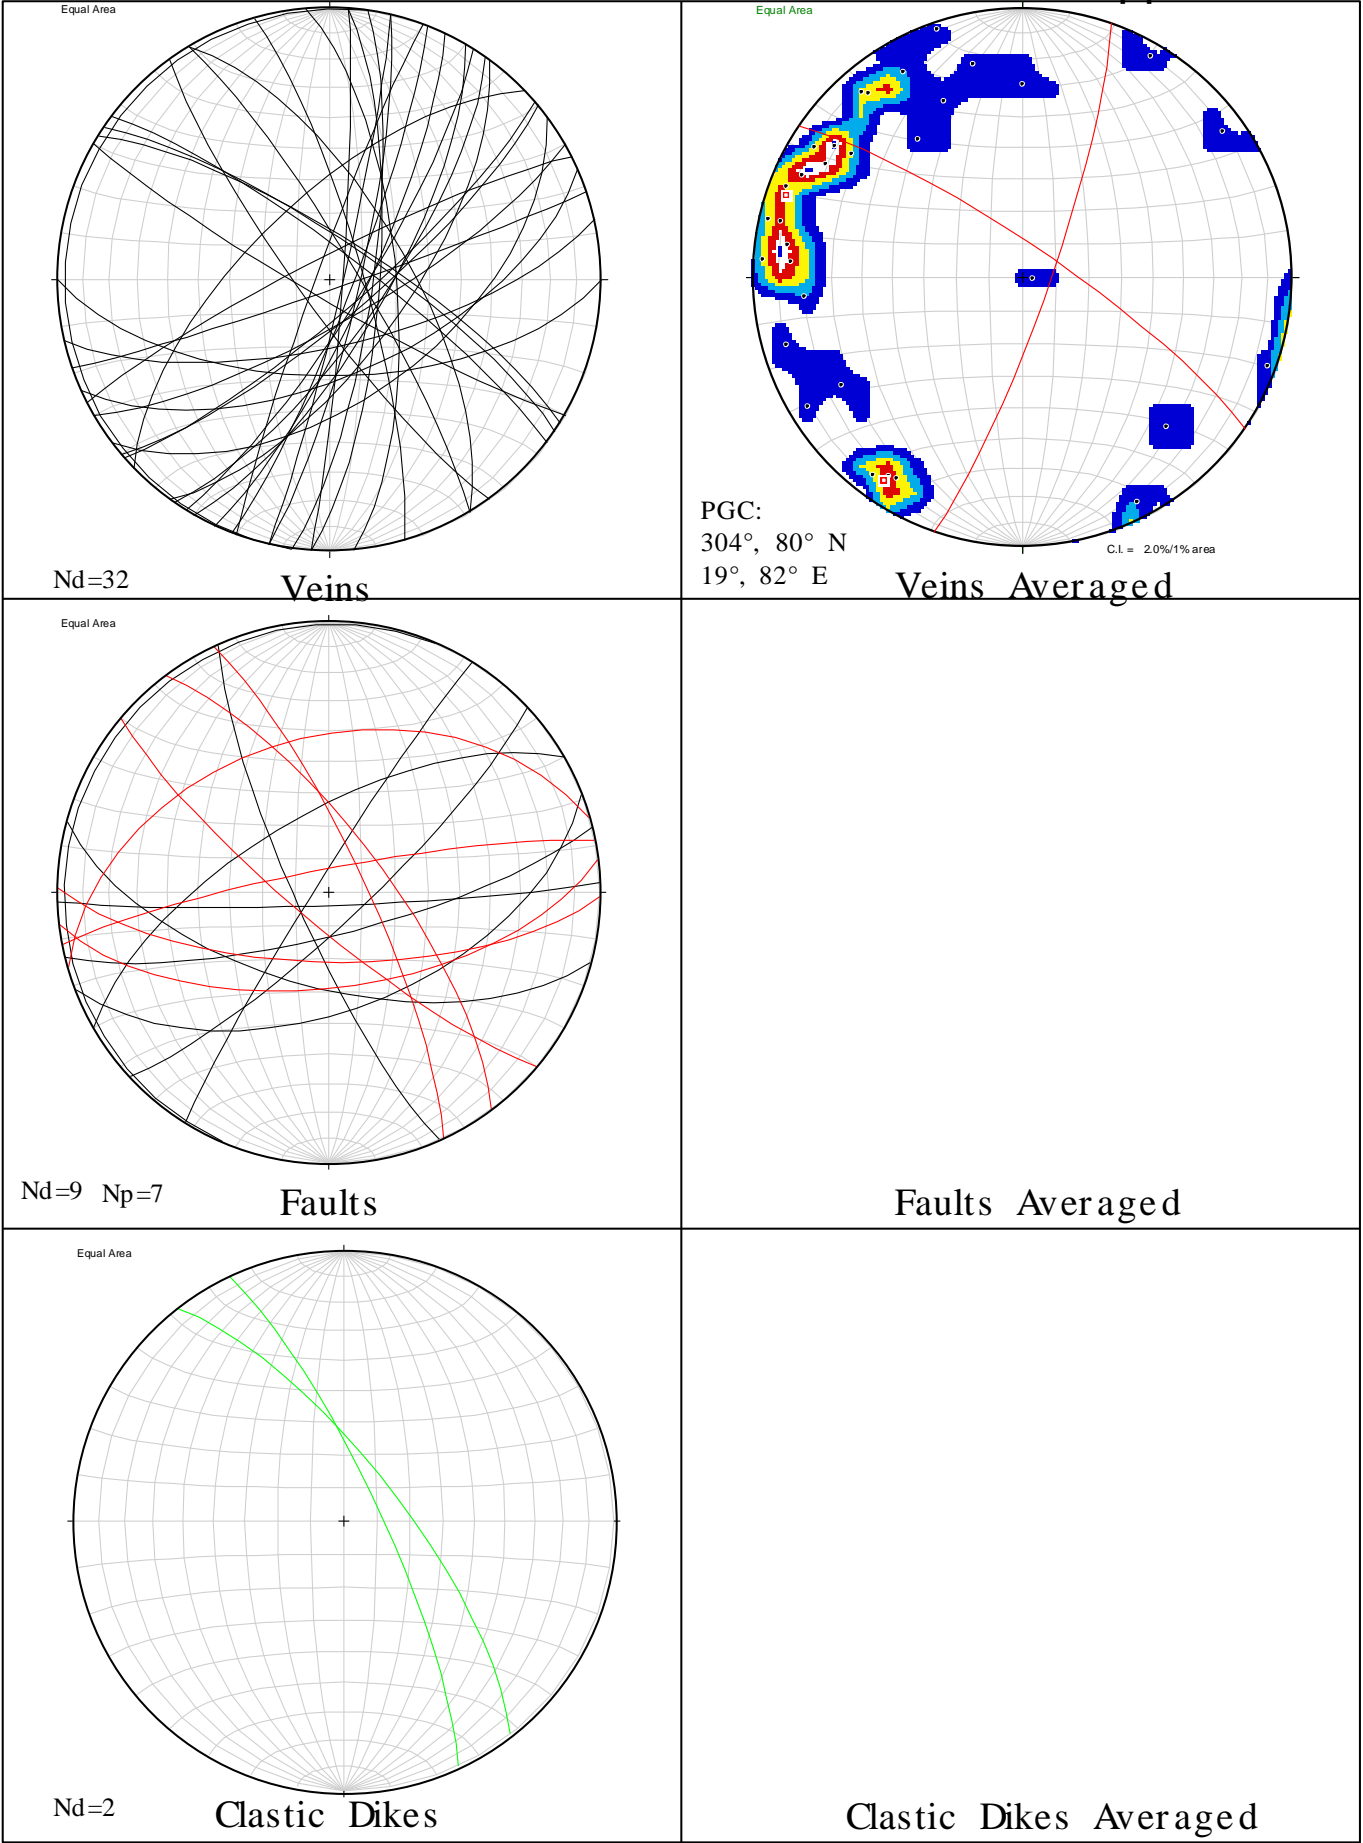 Equal Area
Nd=32
Veins
Equal Area
PGC:
304°, 80° N
19°, 82° E
C.I. = 2.0%/1% area
Veins Averaged
Equal Area
Nd=9 Np=7
Faults
Faults Averaged
Equal Area
Nd=2
Clastic Dikes
Clastic Dikes Averaged